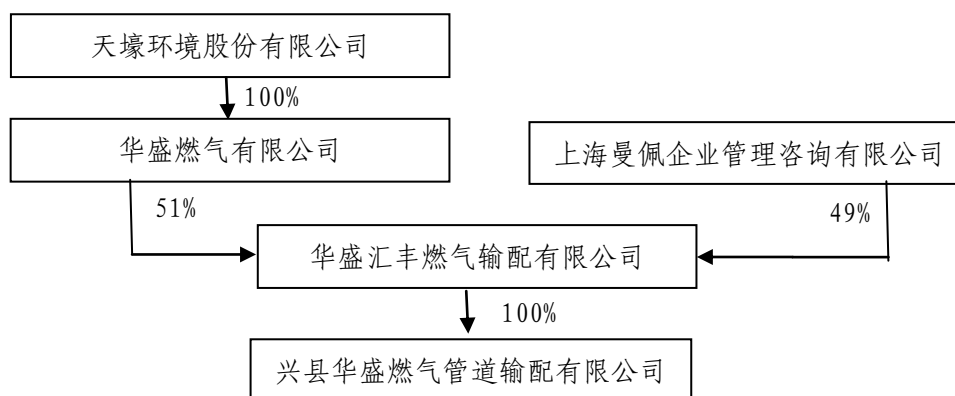 天壕环境股份有限公司
100%
华盛燃气有限公司
上海曼佩企业管理咨询有限公司
51%
49%
华盛汇丰燃气输配有限公司
100%
兴县华盛燃气管道输配有限公司